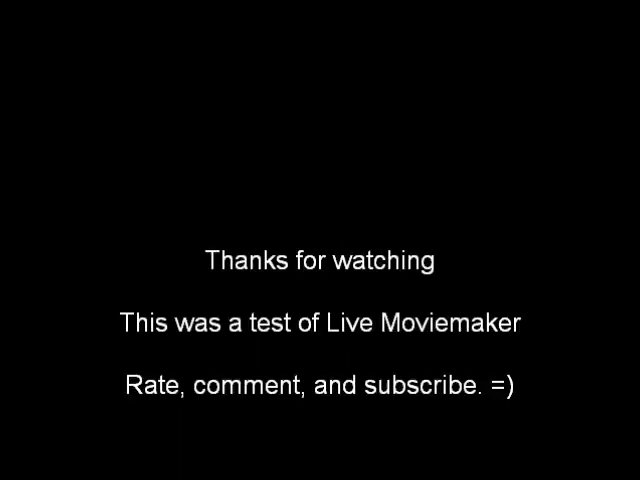 Thanks for watching
This was a test of Live Moviemaker
Rate, comment, and subscribe. =)